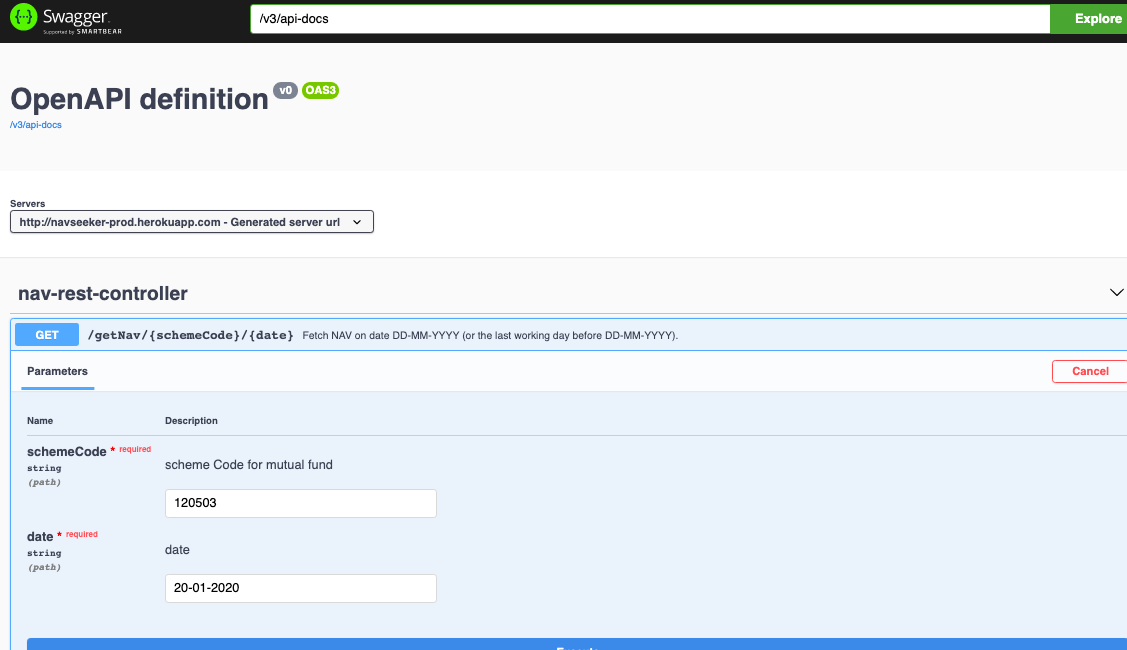 {···} Swagger.
Supported by SMARTBEAR
/v3/api-docs
Explore
OpenAPI definition v0 OAS3
/v3/api-docs
Servers
http://navseeker-prod.herokuapp.com - Generated server url
nav-rest-controller
GET /getNav/{schemeCode}/{date} Fetch NAV on date DD-MM-YYYY (or the last working day before DD-MM-YYYY).
Parameters
Cancel
Name Description
schemeCode * required
string
(path)
scheme Code for mutual fund
120503
date * required
string
(path)
date
20-01-2020